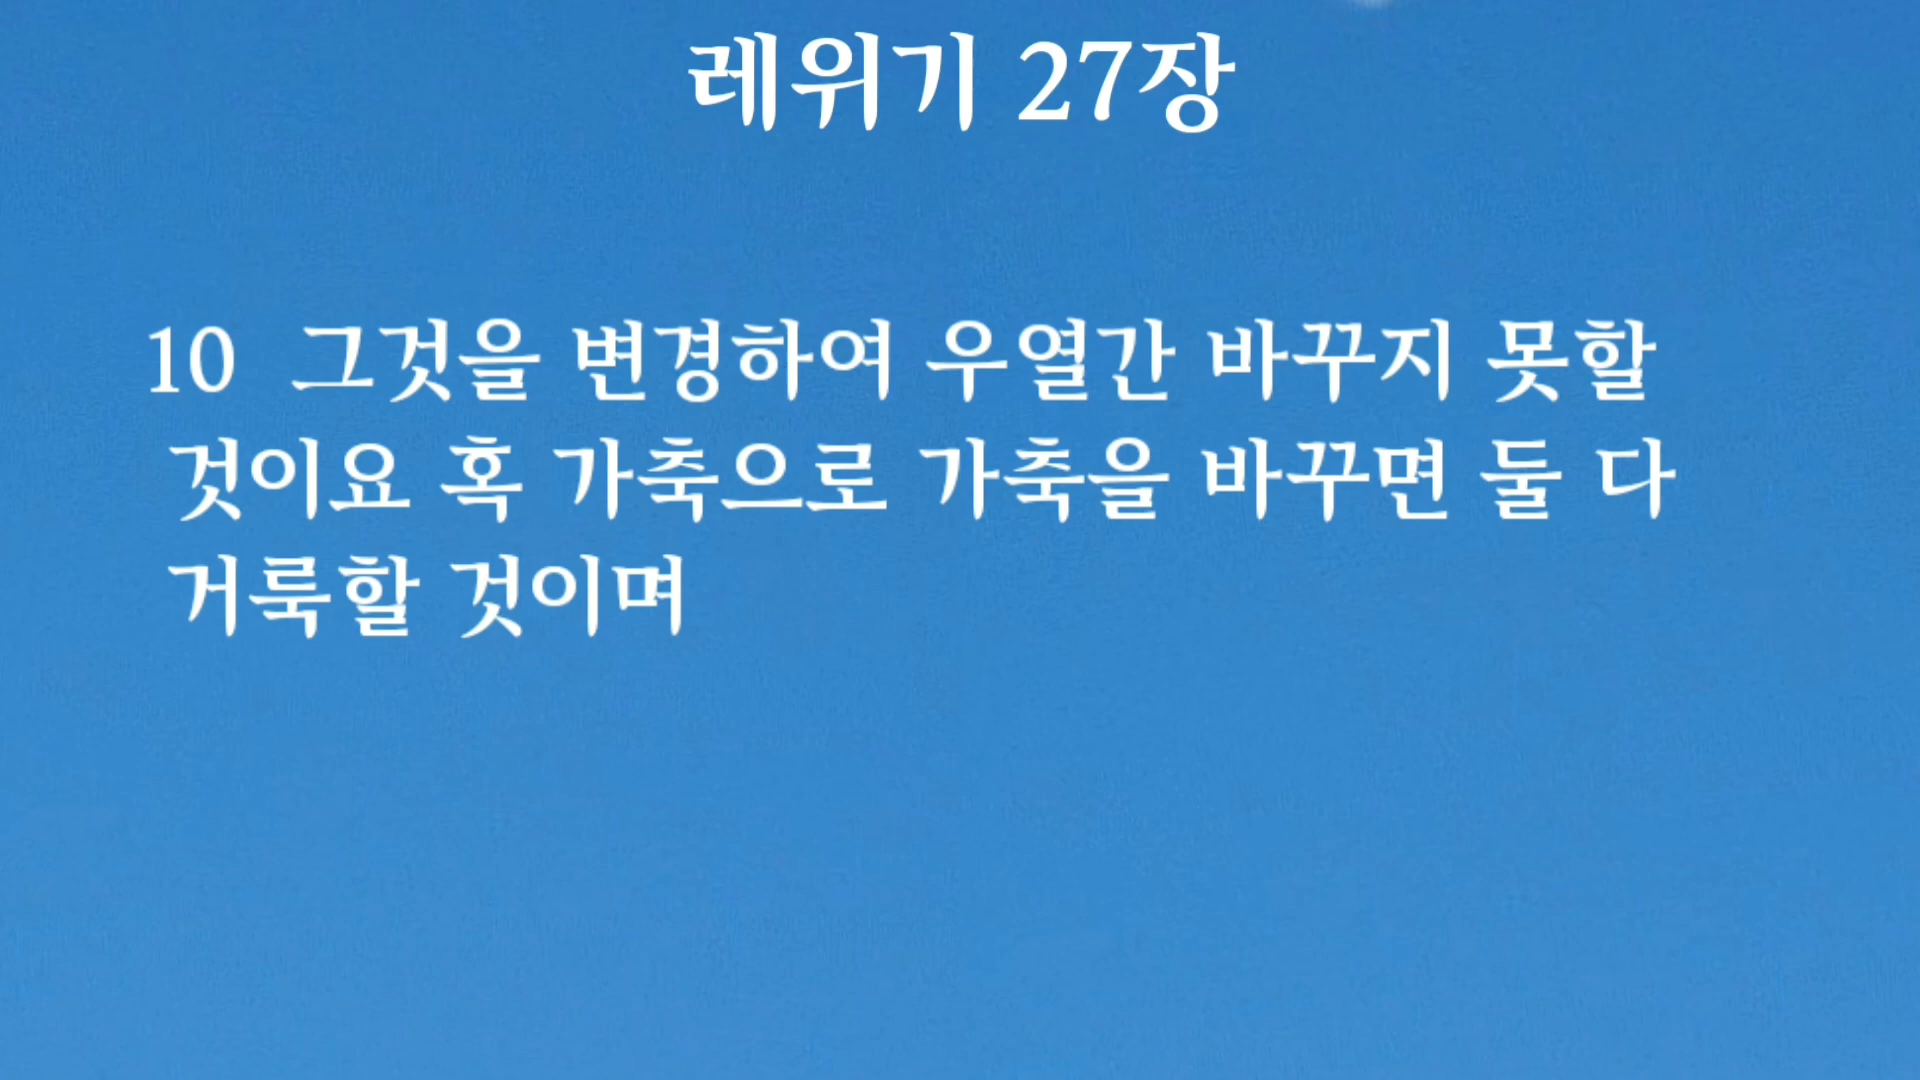 레위기 27장
10 그것을 변경하여 우열간 바꾸지 못할
것이요 혹 가축으로 가축을 바꾸면 둘 다
거룩할 것이며